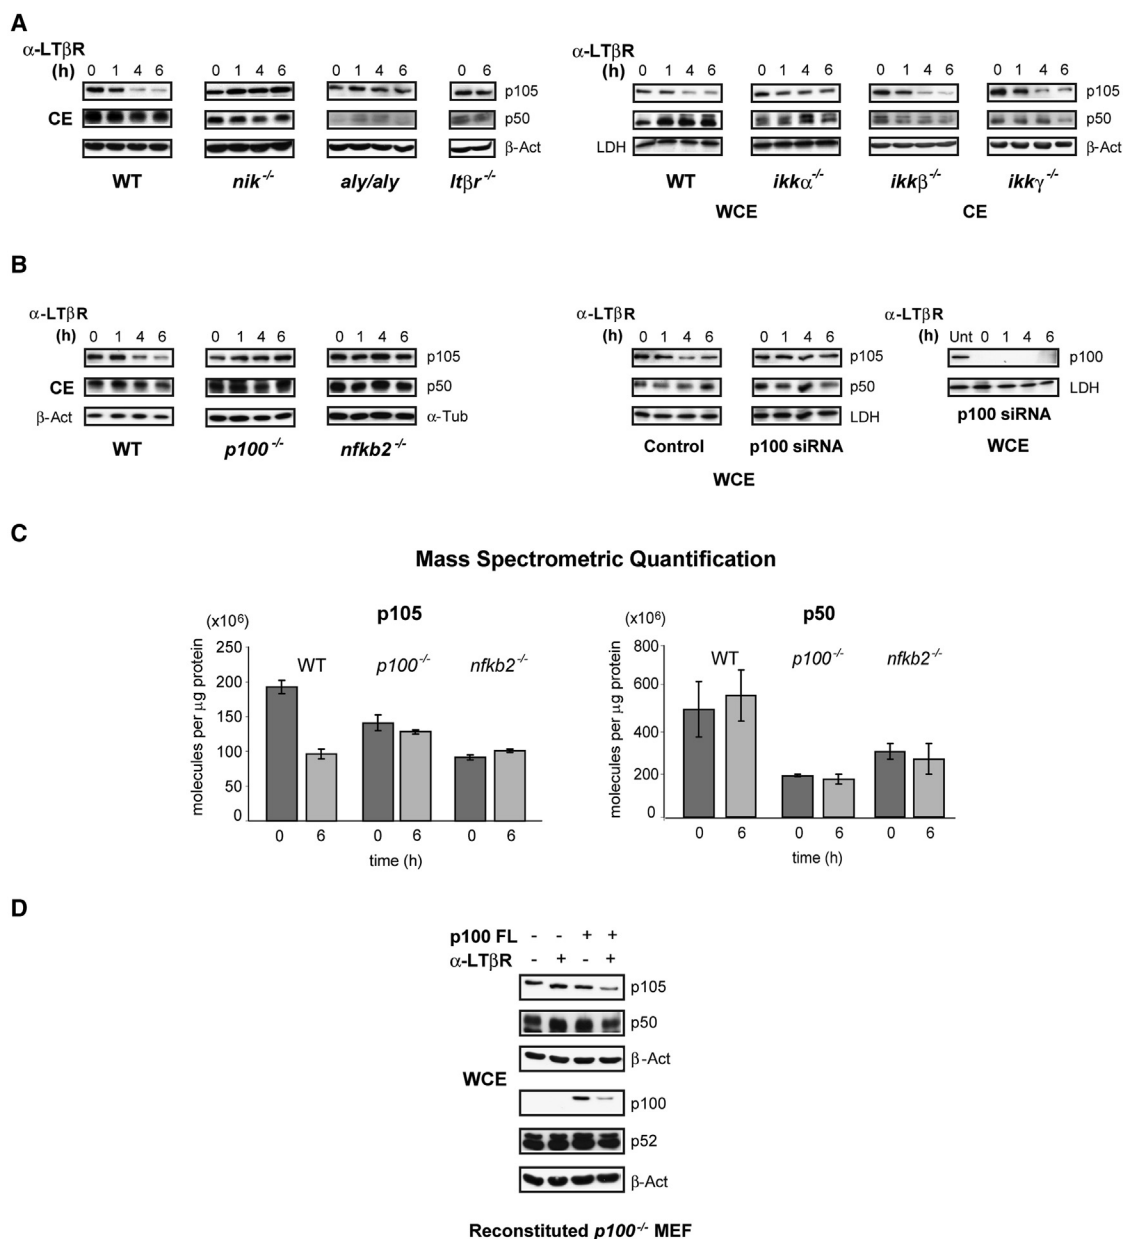 A
α-LTβR
(h) 0 1 4 6 0 1 4 6 0 1 4 6 0 6
p105
CE p50
β-Act
WT nik-/- aly/aly ltβr-/-
α-LTβR
(h) 0 1 4 6 0 1 4 6 0 1 4 6 0 1 4 6
p105
p50
LDH β-Act
WT ikkα-/- ikkβ-/- ikkγ-/-
WCE CE
B
α-LTβR
(h) 0 1 4 6 0 1 4 6 0 1 4 6
p105
CE p50
β-Act α-Tub
WT p100-/- nfkb2-/-
α-LTβR
(h) 0 1 4 6 0 1 4 6
p105
p50
LDH
Control p100 siRNA
WCE
α-LTβR
(h) Unt 0 1 4 6
p100
LDH
p100 siRNA
WCE
C
Mass Spectrometric Quantification
p105
(x10⁶)
molecules per μg protein
250
200
150
100
50
0
WT p100-/- nfkb2-/-
0 6 0 6 0 6
time (h)
p50
(x10⁶)
molecules per μg protein
800
600
400
200
0
WT p100-/- nfkb2-/-
0 6 0 6 0 6
time (h)
D
p100 FL - - + +
α-LTβR - + - +
p105
p50
β-Act
WCE
p100
p52
β-Act
Reconstituted p100-/- MEF